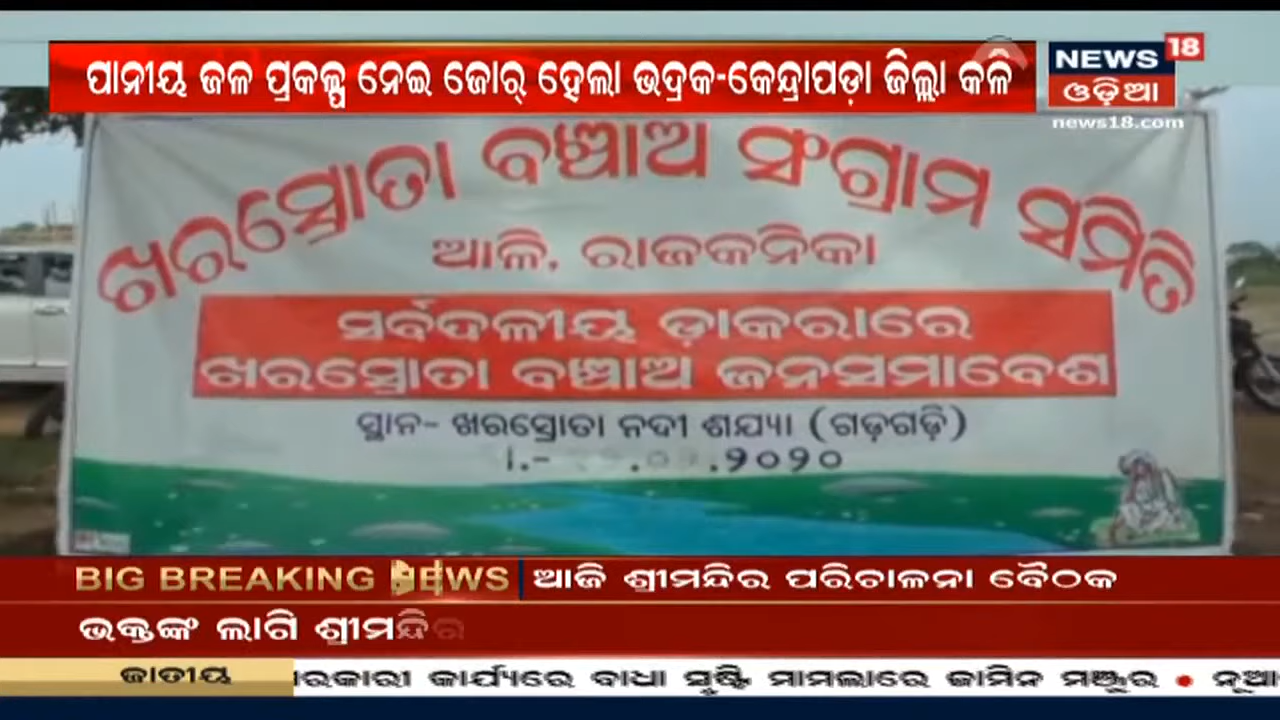 ପାନୀୟ ଜଳ ପ୍ରକଳ୍ପ ନେଇ ଜୋର୍ ହେଲା ଭଦ୍ରକ-କେନ୍ଦ୍ରାପଡ଼ା ଜିଲ୍ଲା କଳି
NEWS 18
ଓଡ଼ିଆ
news18.com
ଖରସ୍ରୋତା ବଞ୍ଚାଅ ସଂଗ୍ରାମ ସମିତି
ଆଳି, ରାଜକନିକା
ସର୍ବଦଳୀୟ ଡ଼ାକରାରେ
ଖରସ୍ରୋତା ବଞ୍ଚାଅ ଜନସମାବେଶ
ସ୍ଥାନ- ଖରସ୍ରୋତା ନଦୀ ଶଯ୍ୟା (ଗଡ଼ଗଡ଼ି)
.୨୦୨୦
BIG BREAKING NEWS ଆଜି ଶ୍ରୀମନ୍ଦିର ପରିଚାଳନା ବୈଠକ
ଭକ୍ତଙ୍କ ଲାଗି ଶ୍ରୀମନ୍ଦିର
ଜାତୀୟ ସରକାରୀ କାର୍ଯ୍ୟରେ ବାଧା ସୃଷ୍ଟି ମାମଲାରେ ଜାମିନ ମଞ୍ଜୁର • ନୂଆ